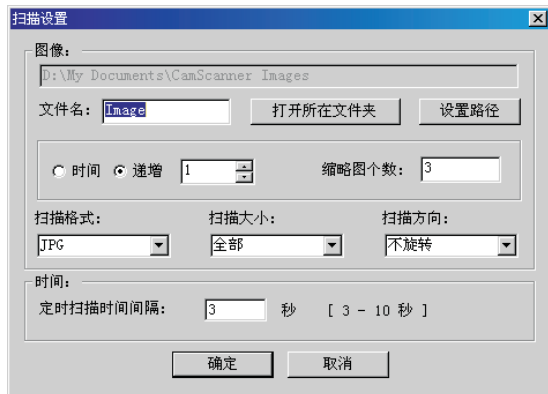 扫描设置
图像:
D:\My Documents\CamScanner Images
文件名: Image 打开所在文件夹 设置路径
时间 递增 1 缩略图个数: 3
扫描格式: 扫描大小: 扫描方向:
JPG 全部 不旋转
时间:
定时扫描时间间隔: 3 秒 [ 3 - 10 秒 ]
确定 取消